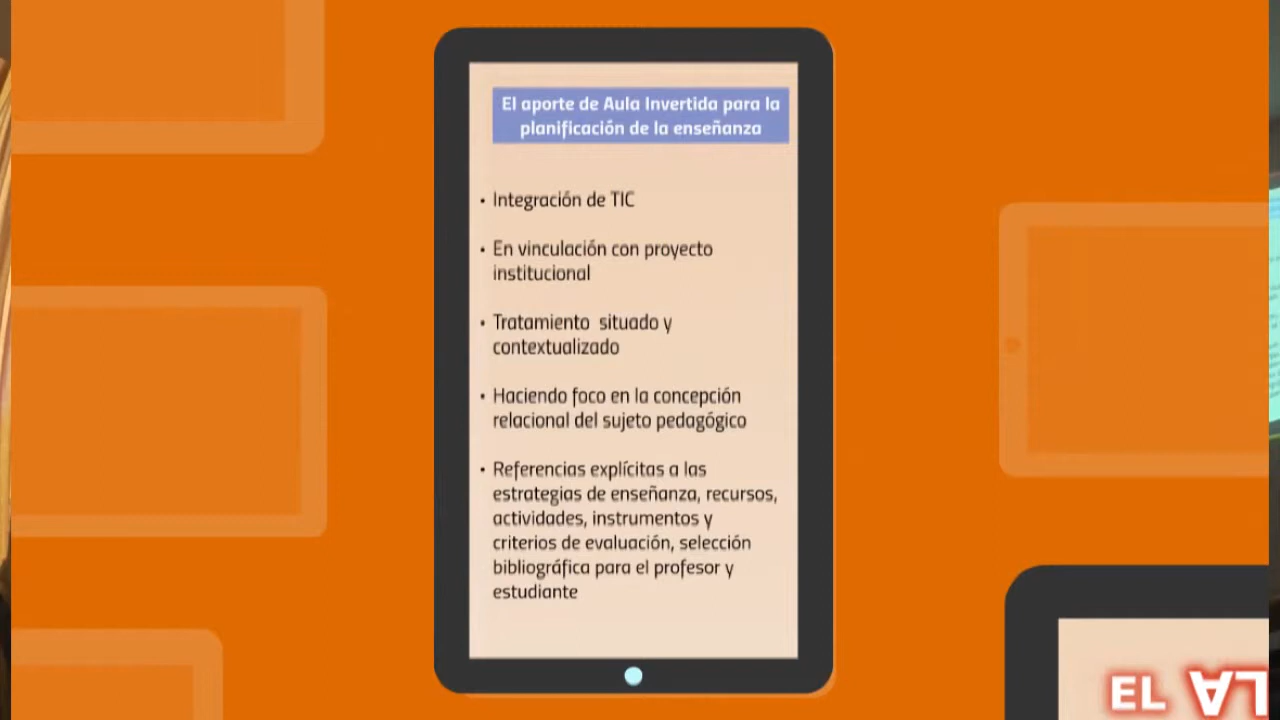 El aporte de Aula Invertida para la
planificación de la enseñanza
• Integración de TIC
• En vinculación con proyecto
institucional
• Tratamiento situado y
contextualizado
• Haciendo foco en la concepción
relacional del sujeto pedagógico
• Referencias explícitas a las
estrategias de enseñanza, recursos,
actividades, instrumentos y
criterios de evaluación, selección
bibliográfica para el profesor y
estudiante
EL